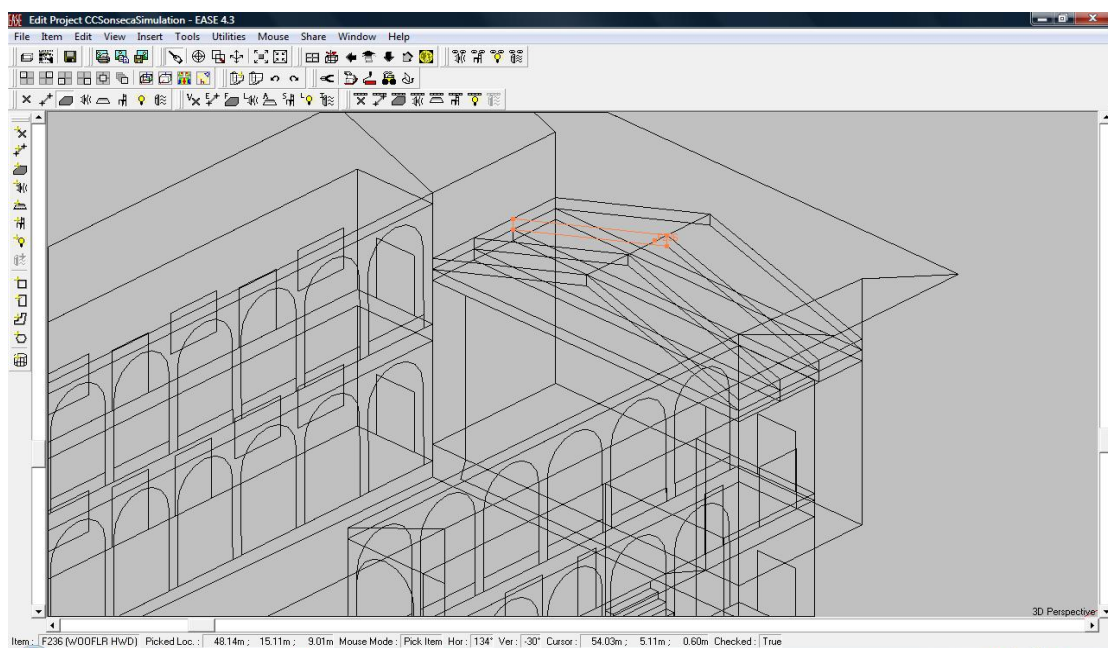 Edit Project CCSonsecaSimulation - EASE 4.3
File Item Edit View Insert Tools Utilities Mouse Share Window Help
3D Perspective
Item: F236 (WOOFLR HWD) Picked Loc.: 48.14m; 15.11m; 9.01m Mouse Mode: Pick Item Hor: 134° Ver: -30° Cursor: 54.03m; 5.11m; 0.60m Checked: True